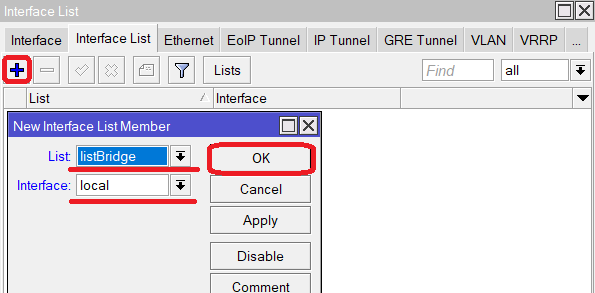 Interface List
Interface Interface List Ethernet EoIP Tunnel IP Tunnel GRE Tunnel VLAN VRRP ...
Lists Find all
List Interface
New Interface List Member
List: listBridge OK
Interface: local Cancel
Apply
Disable
Comment